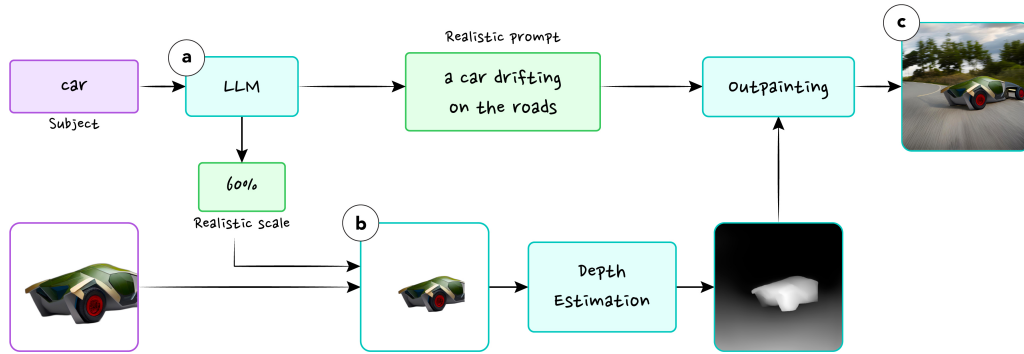 Realistic prompt
c
a
car
LLM
a car drifting
on the roads
Outpainting
Subject
60%
Realistic scale
b
Depth
Estimation